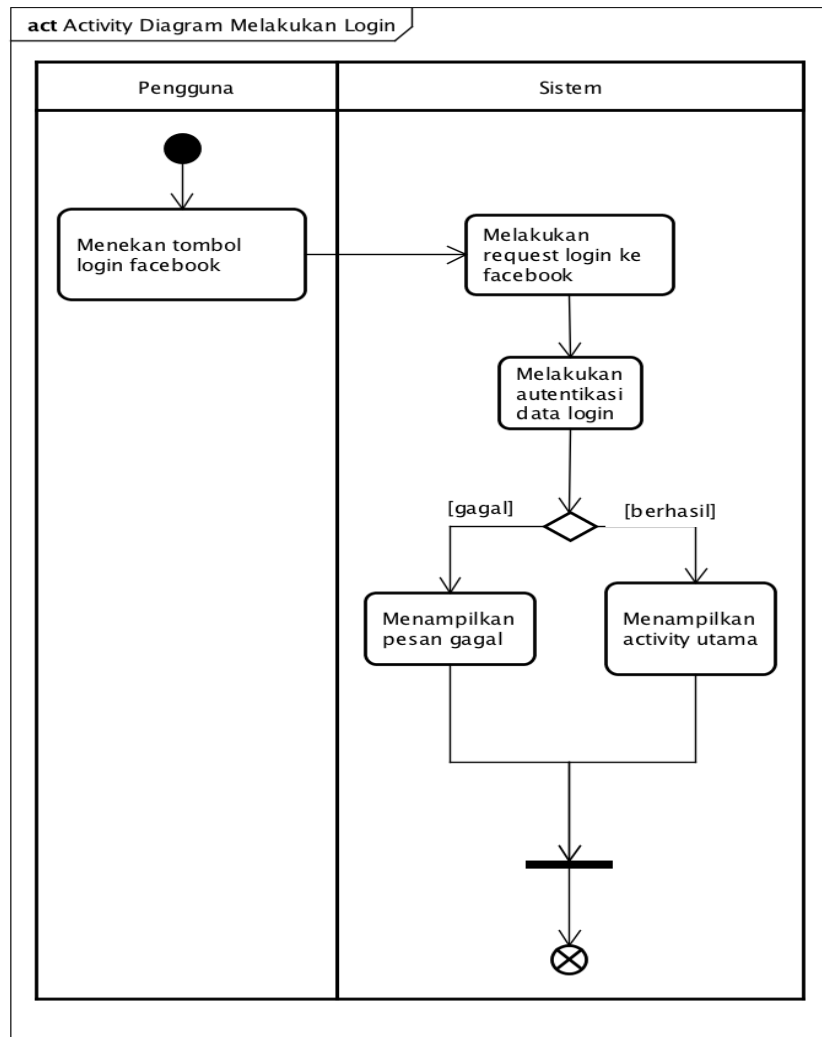 act Activity Diagram Melakukan Login
Pengguna
Sistem
Menekan tombol
login facebook
Melakukan
request login ke
facebook
Melakukan
autentikasi
data login
[gagal]
[berhasil]
Menampilkan
pesan gagal
Menampilkan
activity utama